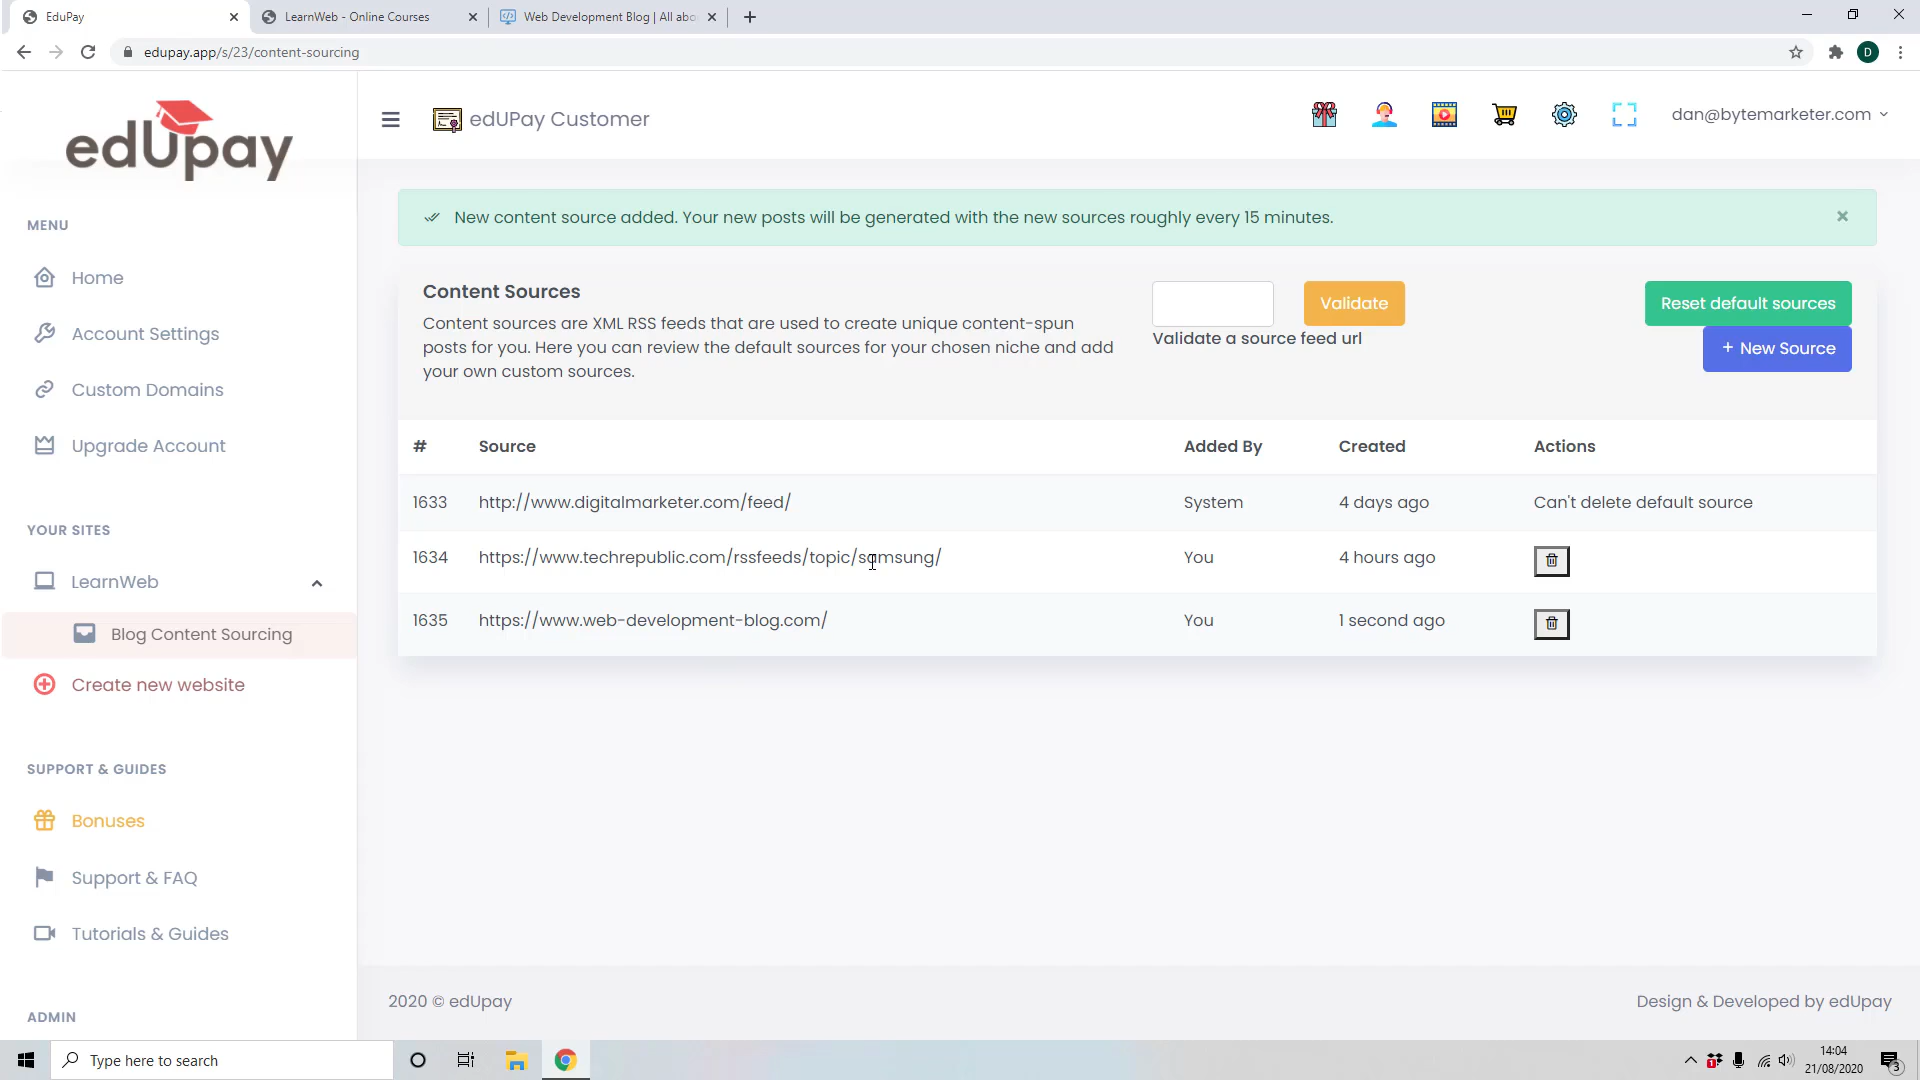 EduPay
LearnWeb - Online Courses
Web Development Blog | All abo
edupay.app/s/23/content-sourcing
D
edUpay
edUPay Customer
dan@bytemarketer.com
MENU
Home
Account Settings
Custom Domains
Upgrade Account
YOUR SITES
LearnWeb
Blog Content Sourcing
Create new website
SUPPORT & GUIDES
Bonuses
Support & FAQ
Tutorials & Guides
ADMIN
New content source added. Your new posts will be generated with the new sources roughly every 15 minutes.
Content Sources
Content sources are XML RSS feeds that are used to create unique content-spun
posts for you. Here you can review the default sources for your chosen niche and add
your own custom sources.
Validate
Validate a source feed url
Reset default sources
+ New Source
# Source Added By Created Actions
1633 http://www.digitalmarketer.com/feed/ System 4 days ago Can't delete default source
1634 https://www.techrepublic.com/rssfeeds/topic/samsung/ You 4 hours ago
1635 https://www.web-development-blog.com/ You 1 second ago
2020 © edUpay
Design & Developed by edUpay
Type here to search
14:04
21/08/2020
3